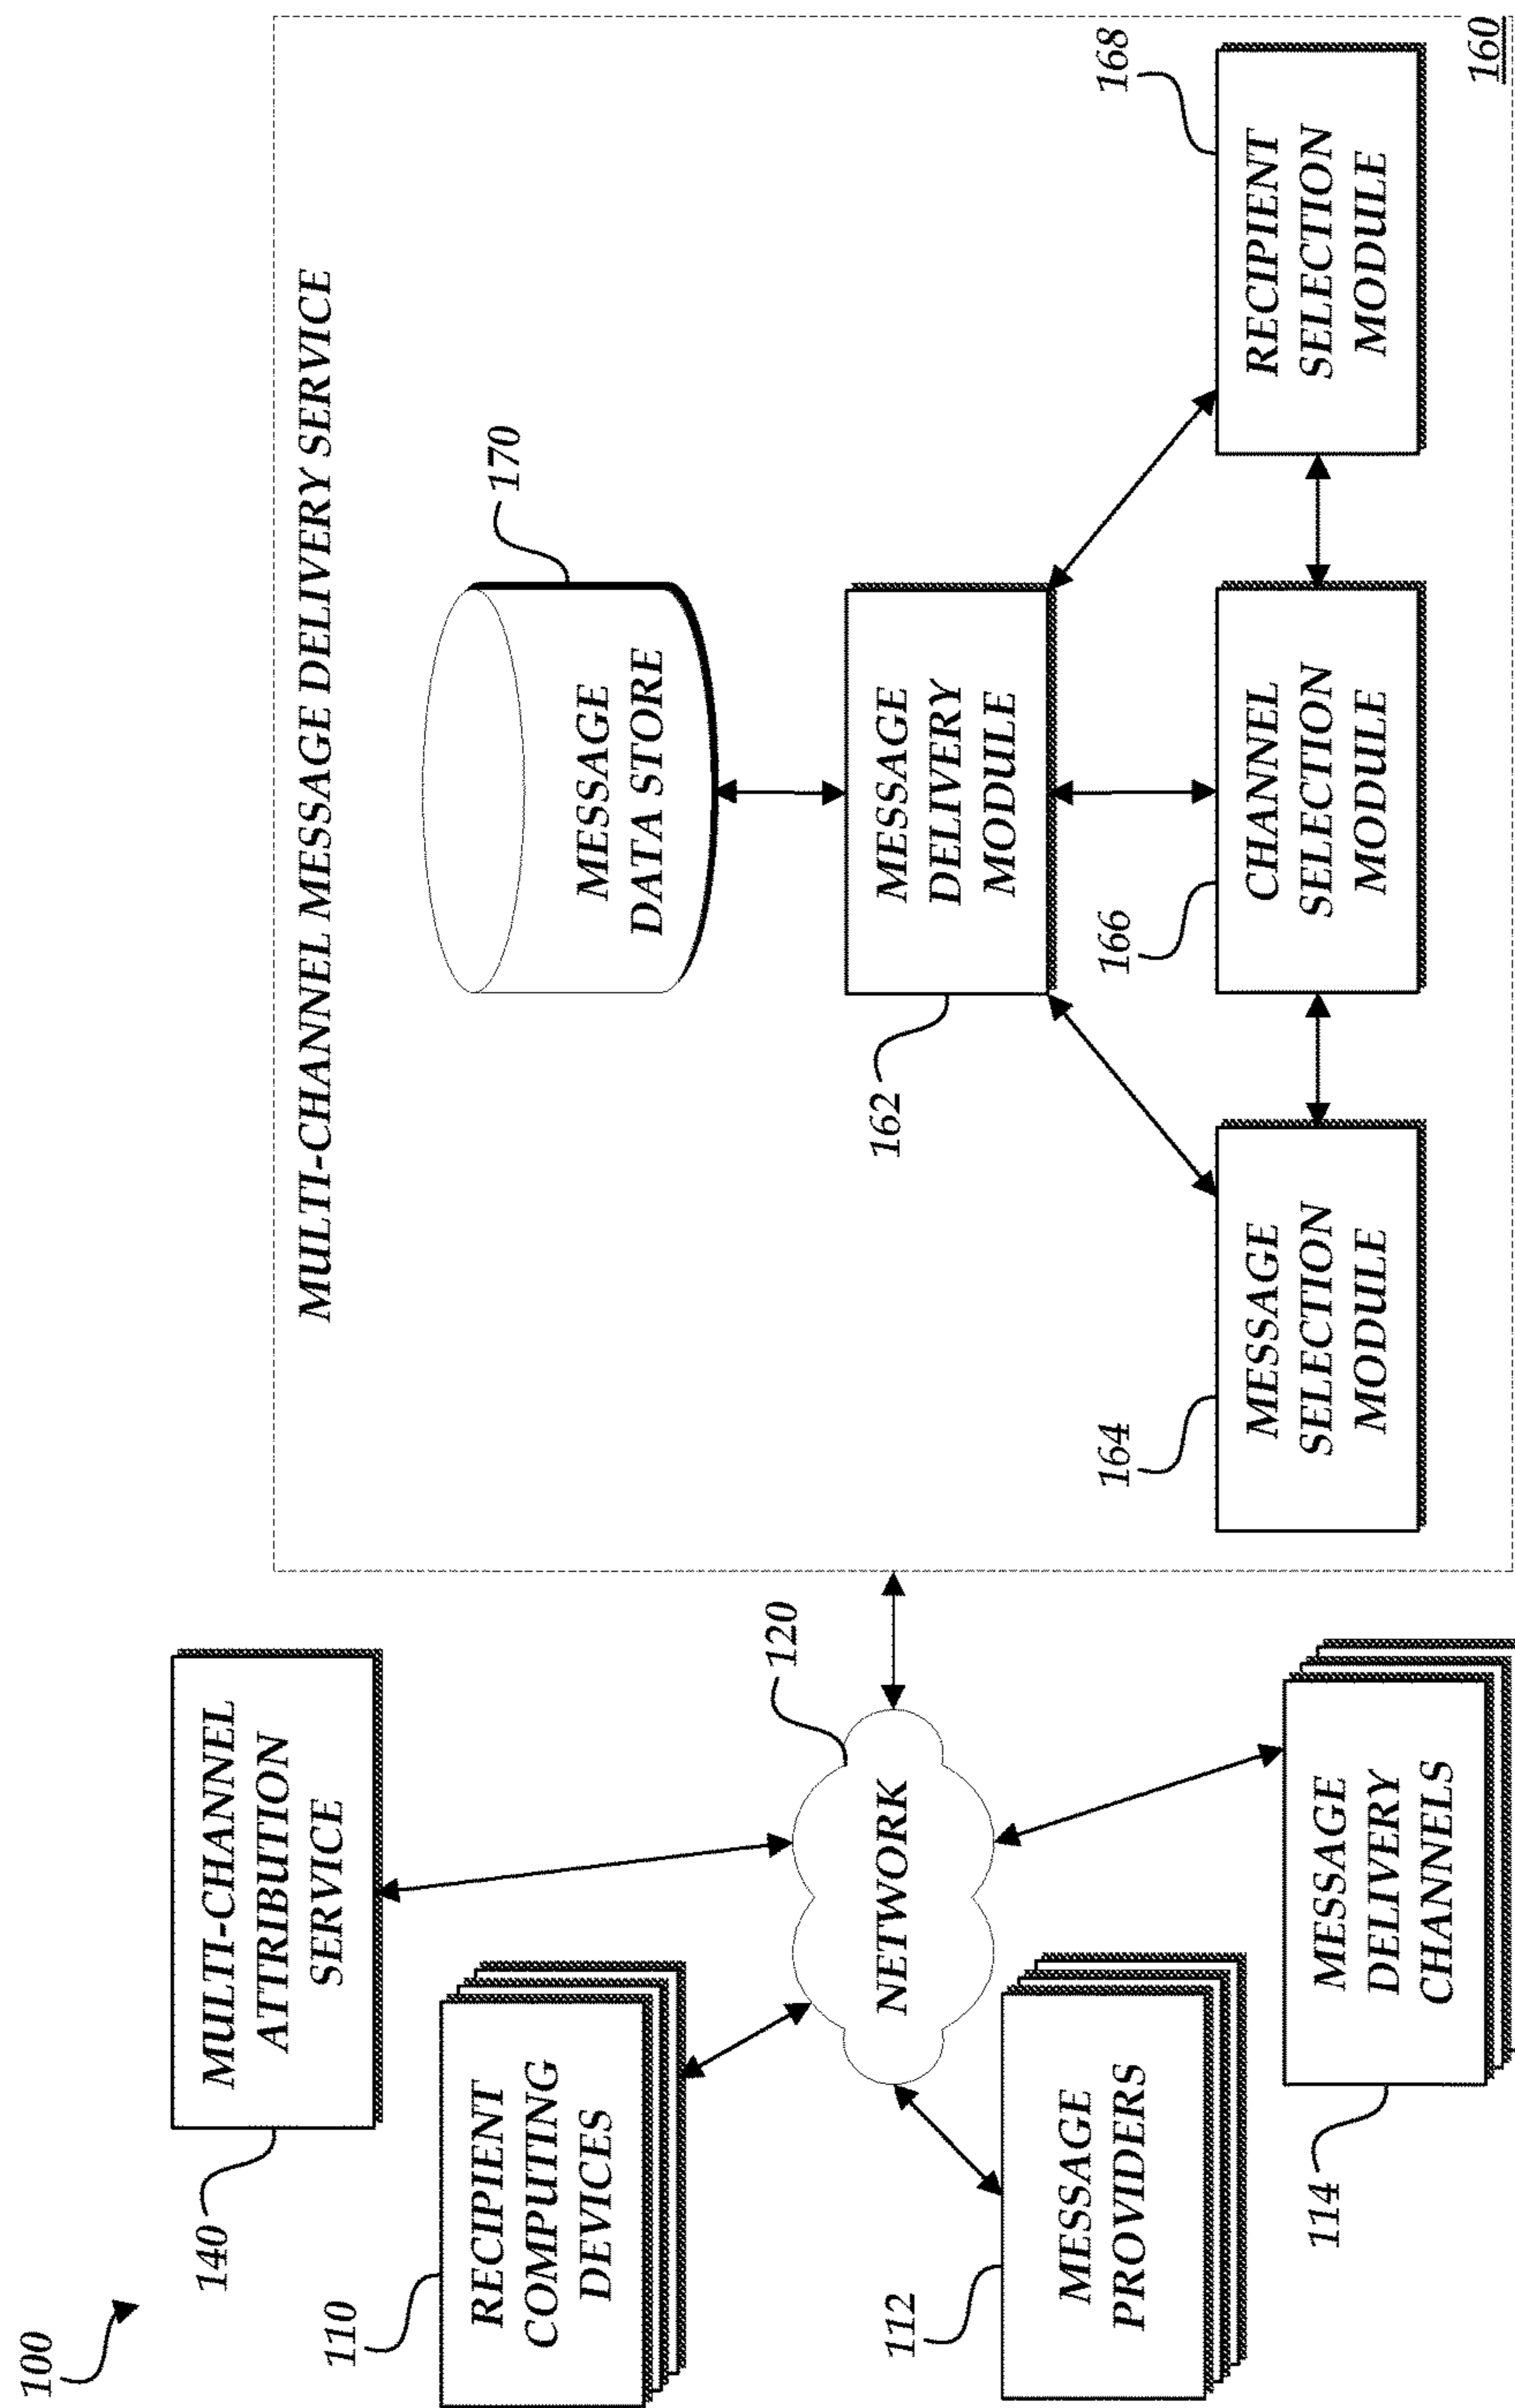 100
140
MULTI-CHANNEL
ATTRIBUTION
SERVICE
110
RECIPIENT
COMPUTING
DEVICES
120
NETWORK
112
MESSAGE
PROVIDERS
114
MESSAGE
DELIVERY
CHANNELS
MULTI-CHANNEL MESSAGE DELIVERY SERVICE
170
MESSAGE
DATA STORE
162
MESSAGE
DELIVERY
MODULE
164
MESSAGE
SELECTION
MODULE
166
CHANNEL
SELECTION
MODULE
168
RECIPIENT
SELECTION
MODULE
160